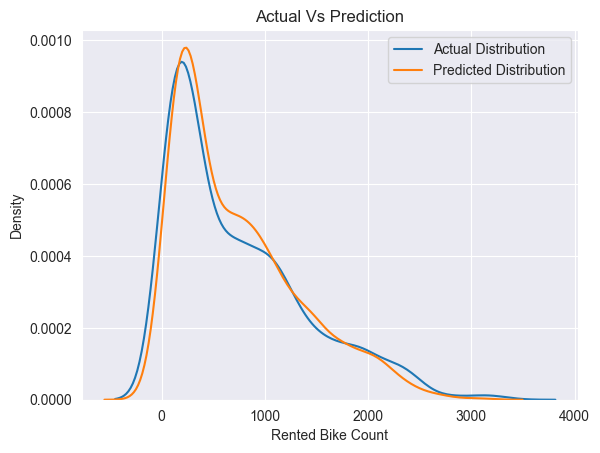 Actual Vs Prediction
Actual Distribution
Predicted Distribution
0.0010
0.0008
0.0006
0.0004
0.0002
0.0000
Density
0
1000
2000
3000
4000
Rented Bike Count